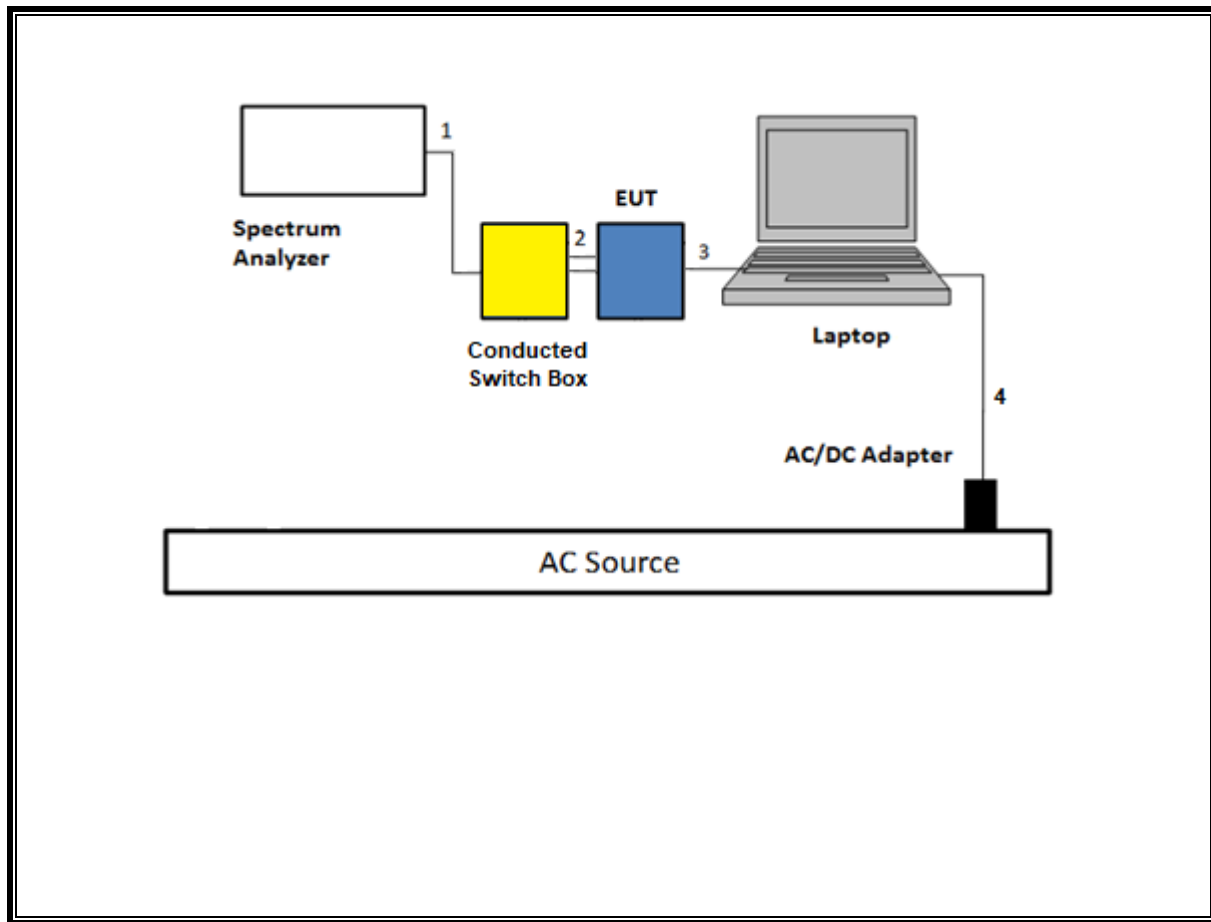 1
Spectrum
Analyzer
EUT
2
3
Conducted
Switch Box
Laptop
4
AC/DC Adapter
AC Source